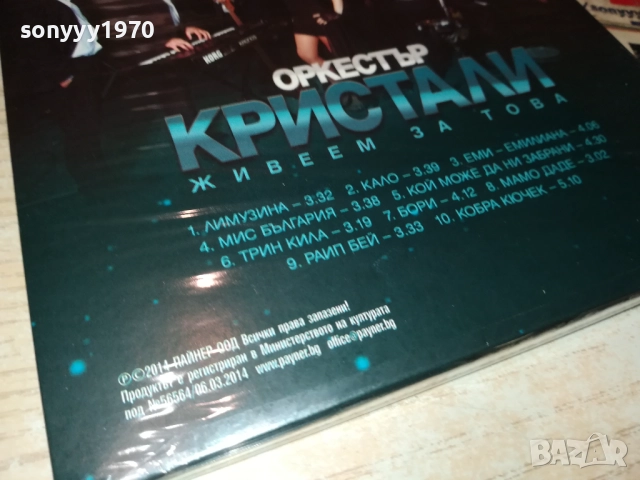 sonyyy1970
KORG
ОРКЕСТЪР
КРИСТАЛИ
ЖИВЕЕМ ЗА ТОВА
1. ЛИМУЗИНА – 3.32 2. КАЛО – 3.39 3. ЕМИ – ЕМИЛИАНА – 4.06
4. МИС БЪЛГАРИЯ – 3.38 5. КОЙ МОЖЕ ДА НИ ЗАБРАНИ – 4.30
6. ТРИН КИЛА – 3.19 7. БОРИ – 4.12 8. МАМО ДАДЕ – 3.02
9. РАИП БЕЙ – 3.33 10. КОБРА КЮЧЕК – 5.10
℗©2014 ПАЙНЕР ООД Всички права запазени!
Продуктът е регистриран в Министерството на културата
под №56564/06.03.2014 www.payner.bg office@payner.bg
BAZAR